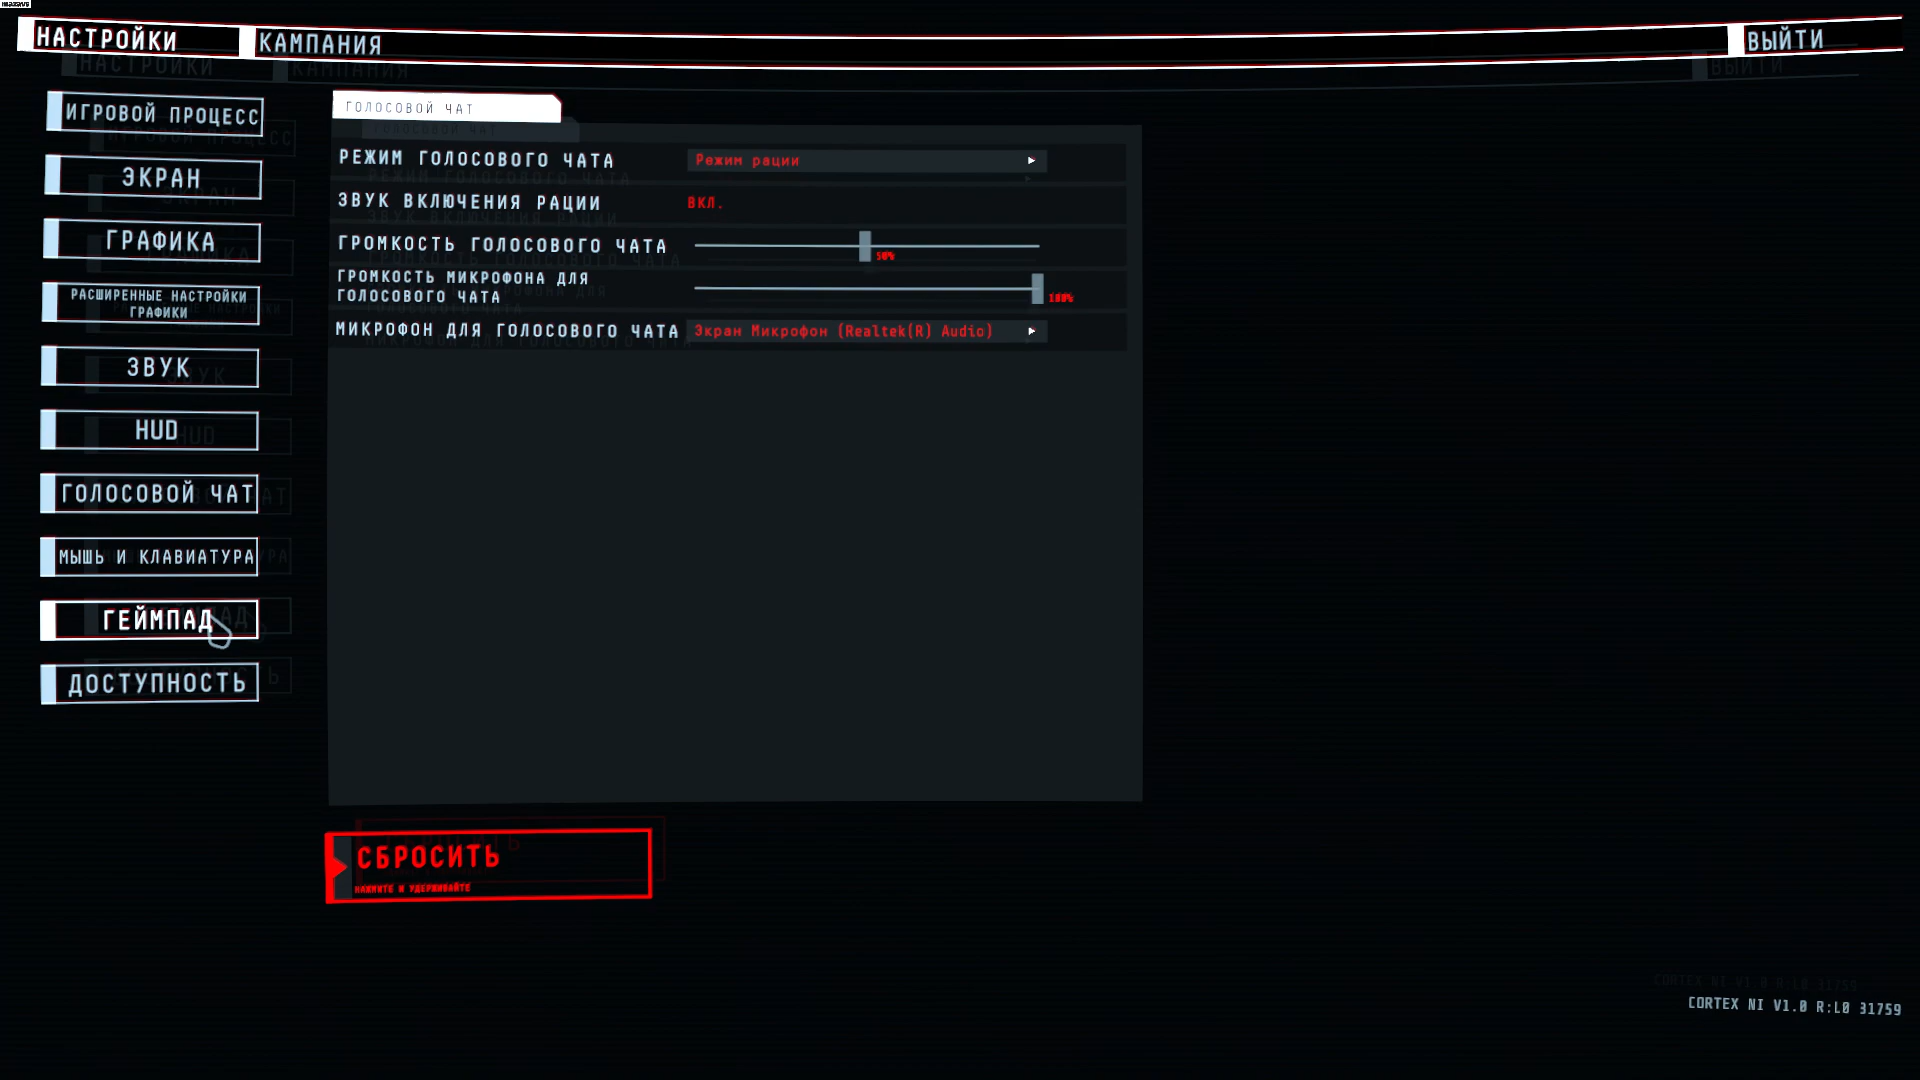 НАСТРОЙКИ
КАМПАНИЯ
ВЫЙТИ
ИГРОВОЙ ПРОЦЕСС
ЭКРАН
ГРАФИКА
РАСШИРЕННЫЕ НАСТРОЙКИ
ГРАФИКИ
ЗВУК
HUD
ГОЛОСОВОЙ ЧАТ
МЫШЬ И КЛАВИАТУРА
ГЕЙМПАД
ДОСТУПНОСТЬ
ГОЛОСОВОЙ ЧАТ
РЕЖИМ ГОЛОСОВОГО ЧАТА
Режим рации
ЗВУК ВКЛЮЧЕНИЯ РАЦИИ
ВКЛ.
ГРОМКОСТЬ ГОЛОСОВОГО ЧАТА
50%
ГРОМКОСТЬ МИКРОФОНА ДЛЯ
ГОЛОСОВОГО ЧАТА
100%
МИКРОФОН ДЛЯ ГОЛОСОВОГО ЧАТА
Экран Микрофон (Realtek(R) Audio)
СБРОСИТЬ
НАЖМИТЕ И УДЕРЖИВАЙТЕ
CORTEX NI V1.0 R:L0 31759